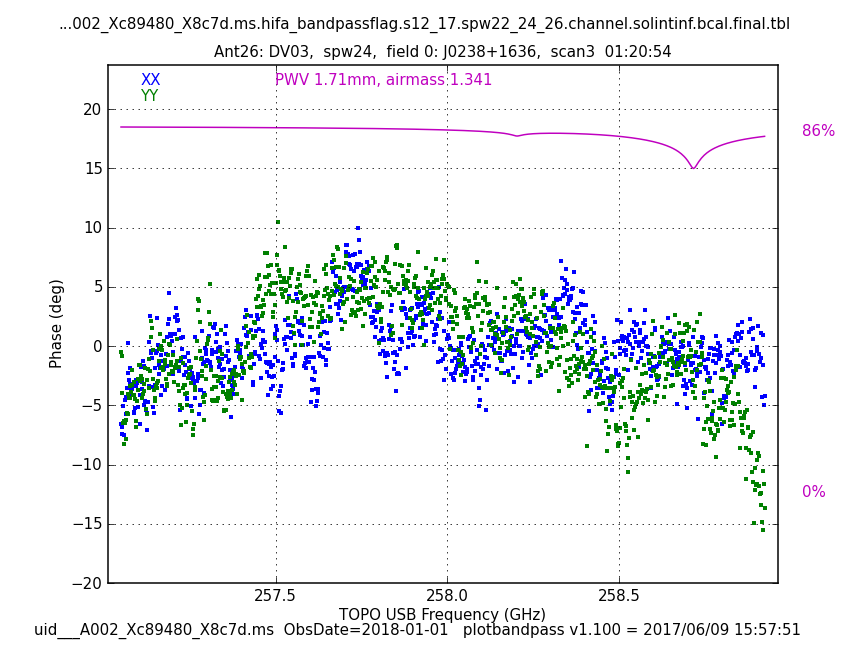 ...002_Xc89480_X8c7d.ms.hifa_bandpassflag.s12_17.spw22_24_26.channel.solintinf.bcal.final.tbl
Ant26: DV03, spw24, field 0: J0238+1636, scan3 01:20:54
XX
PWV 1.71mm, airmass 1.341
YY
20
86%
15
10
5
0
−5
−10
0%
−15
−20
Phase (deg)
257.5
258.0
258.5
TOPO USB Frequency (GHz)
uid___A002_Xc89480_X8c7d.ms ObsDate=2018-01-01 plotbandpass v1.100 = 2017/06/09 15:57:51